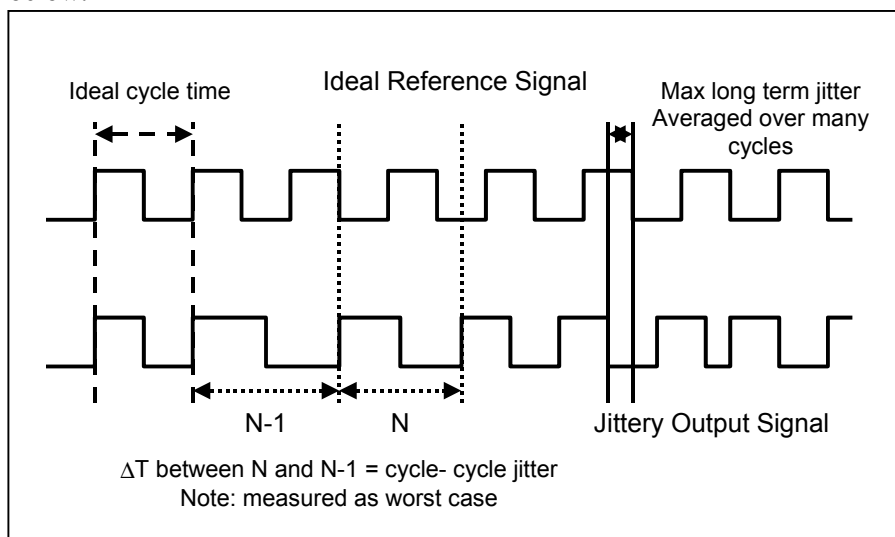 Ideal Reference Signal
Ideal cycle time
Max long term jitter
Averaged over many
cycles
N-1
N
Jittery Output Signal
ΔT between N and N-1 = cycle- cycle jitter
Note: measured as worst case